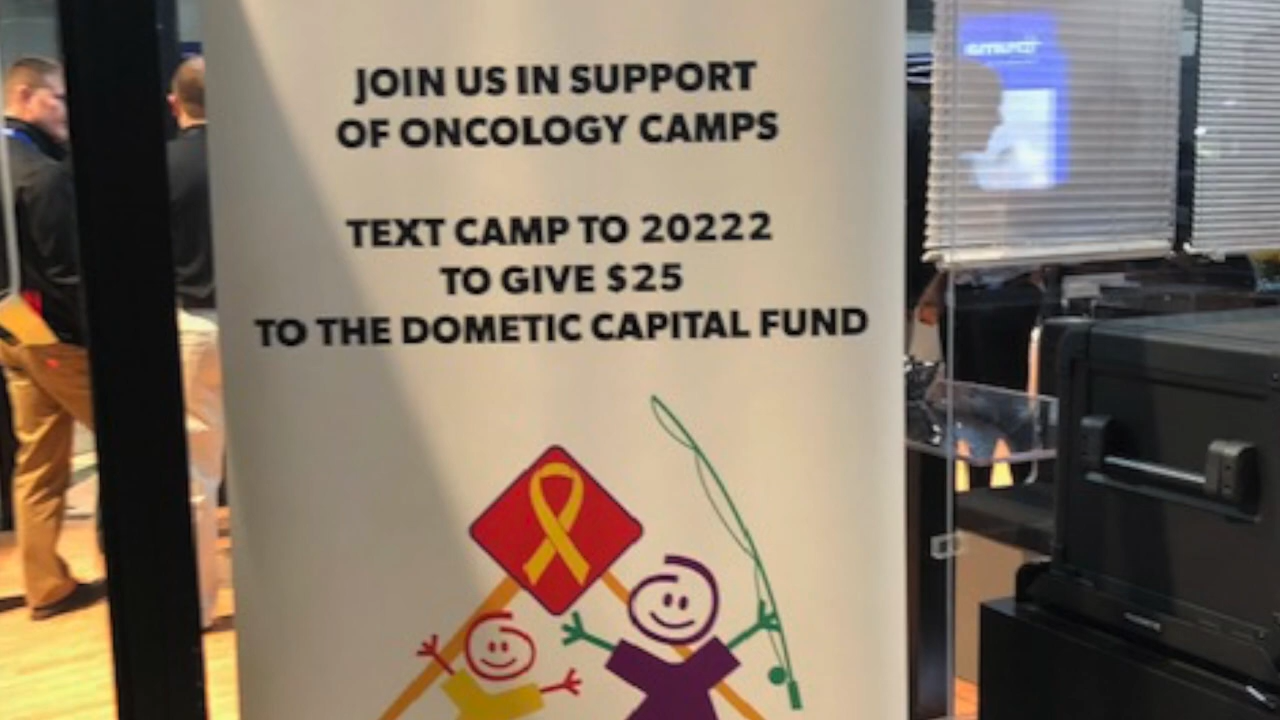 JOIN US IN SUPPORT
OF ONCOLOGY CAMPS
TEXT CAMP TO 20222
TO GIVE $25
TO THE DOMETIC CAPITAL FUND